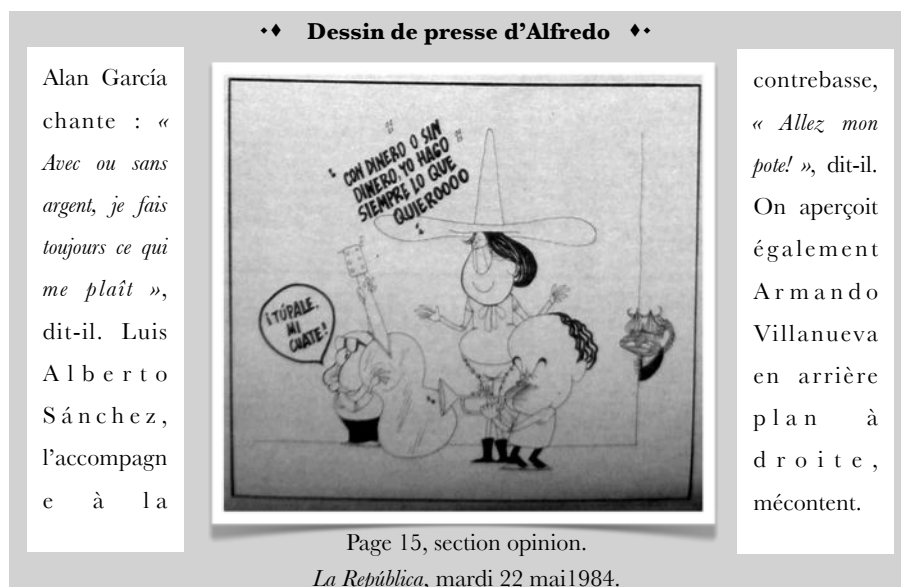 Dessin de presse d’Alfredo
Alan García
chante : «
Avec ou sans
argent, je fais
toujours ce qui
me plaît »,
dit-il. Luis
Alberto
Sánchez,
l’accompagn
e à la
CON DINERO O SIN
DINERO, YO HAGO
SIEMPRE LO QUE
QUIEROOOO
¡TÚPALE,
MI
CUATE!
contrebasse,
« Allez mon
pote! », dit-il.
On aperçoit
également
Armando
Villanueva
en arrière
plan à
droite,
mécontent.
Page 15, section opinion.
La República, mardi 22 mai1984.